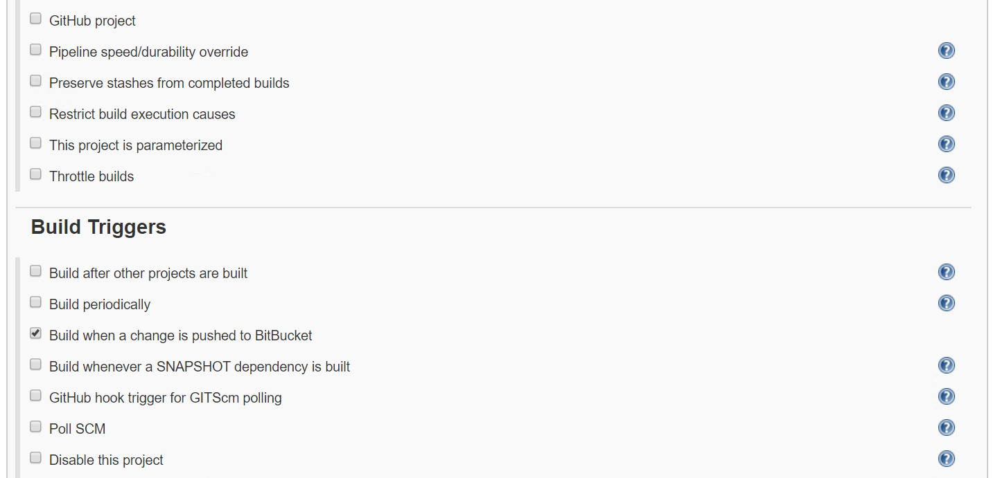 GitHub project
Pipeline speed/durability override
Preserve stashes from completed builds
Restrict build execution causes
This project is parameterized
Throttle builds
Build Triggers
Build after other projects are built
Build periodically
Build when a change is pushed to BitBucket
Build whenever a SNAPSHOT dependency is built
GitHub hook trigger for GITScm polling
Poll SCM
Disable this project